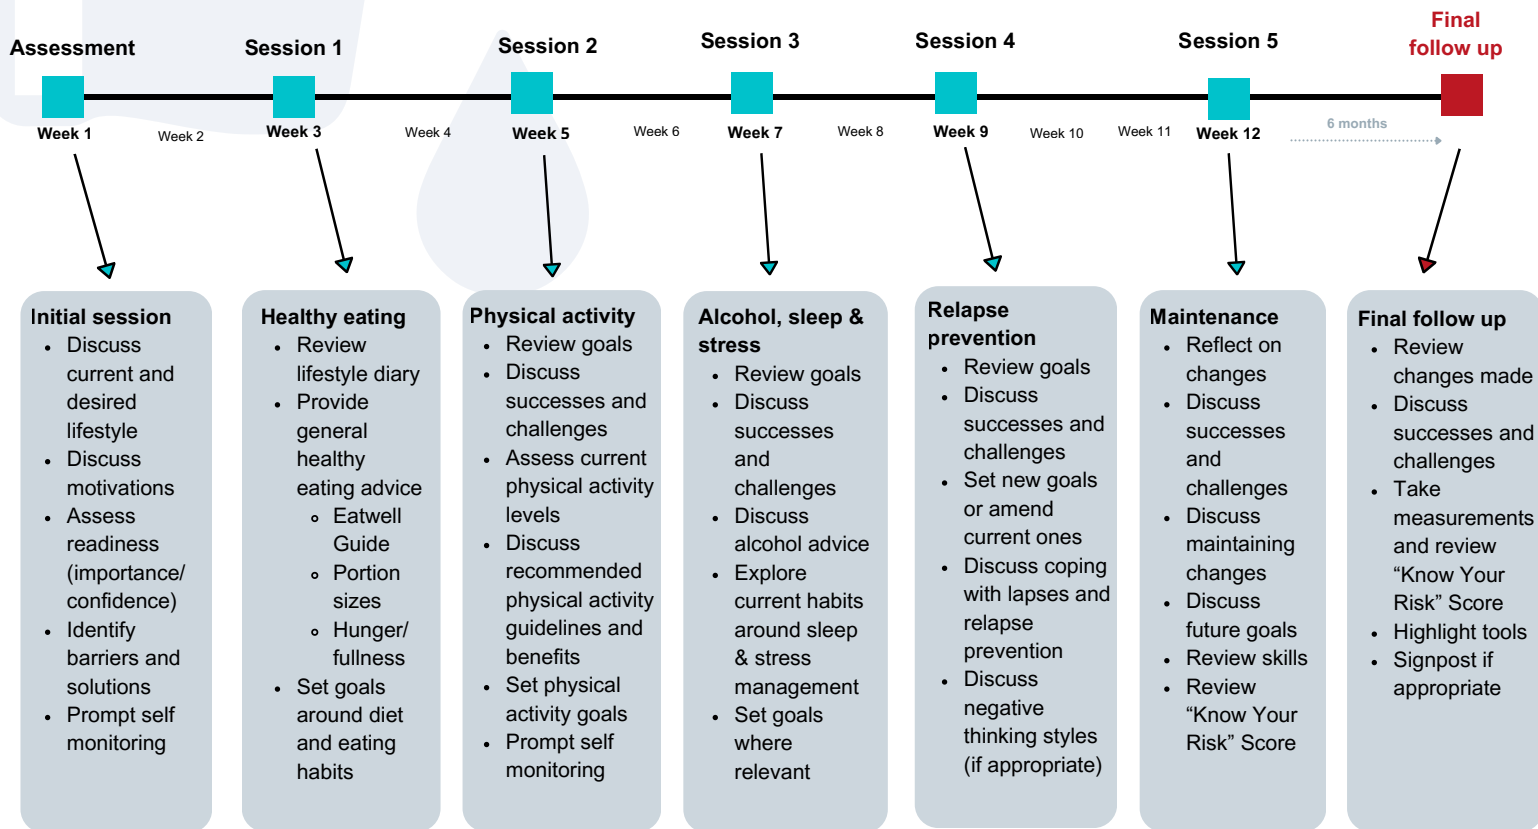 Assessment
Session 1
Session 2
Session 3
Session 4
Session 5
Final
follow up
Week 1
Week 2
Week 3
Week 4
Week 5
Week 6
Week 7
Week 8
Week 9
Week 10
Week 11
Week 12
6 months
Initial session
• Discuss
current and
desired
lifestyle
• Discuss
motivations
• Assess
readiness
(importance/
confidence)
• Identify
barriers and
solutions
• Prompt self
monitoring
Healthy eating
• Review
lifestyle diary
• Provide
general
healthy
eating advice
◦ Eatwell
Guide
◦ Portion
sizes
◦ Hunger/
fullness
• Set goals
around diet
and eating
habits
Physical activity
• Review goals
• Discuss
successes and
challenges
• Assess current
physical activity
levels
• Discuss
recommended
physical activity
guidelines and
benefits
• Set physical
activity goals
• Prompt self
monitoring
Alcohol, sleep &
stress
• Review goals
• Discuss
successes
and
challenges
• Discuss
alcohol advice
• Explore
current habits
around sleep
& stress
management
• Set goals
where
relevant
Relapse
prevention
• Review goals
• Discuss
successes and
challenges
• Set new goals
or amend
current ones
• Discuss coping
with lapses and
relapse
prevention
• Discuss
negative
thinking styles
(if appropriate)
Maintenance
• Reflect on
changes
• Discuss
successes
and
challenges
• Discuss
maintaining
changes
• Discuss
future goals
• Review skills
• Review
“Know Your
Risk” Score
Final follow up
• Review
changes made
• Discuss
successes and
challenges
• Take
measurements
and review
“Know Your
Risk” Score
• Highlight tools
• Signpost if
appropriate